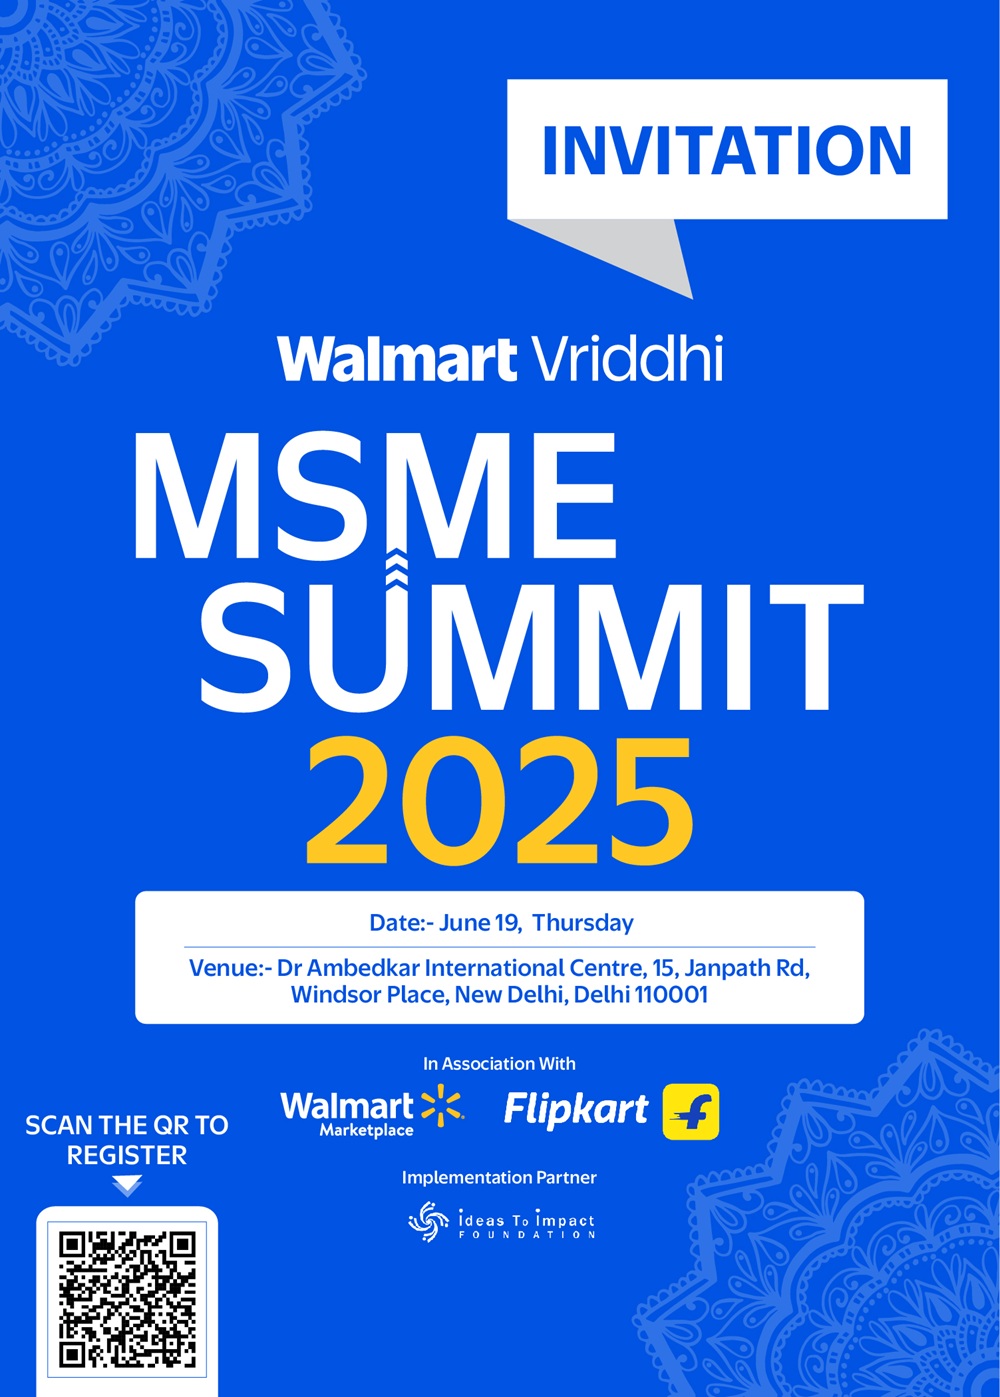 INVITATION
Walmart Vriddhi
MSME
SUMMIT
2025
Date:- June 19, Thursday
Venue:- Dr Ambedkar International Centre, 15, Janpath Rd,
Windsor Place, New Delhi, Delhi 110001
In Association With
Walmart
Marketplace
Flipkart
Implementation Partner
Ideas To Impact
FOUNDATION
SCAN THE QR TO
REGISTER